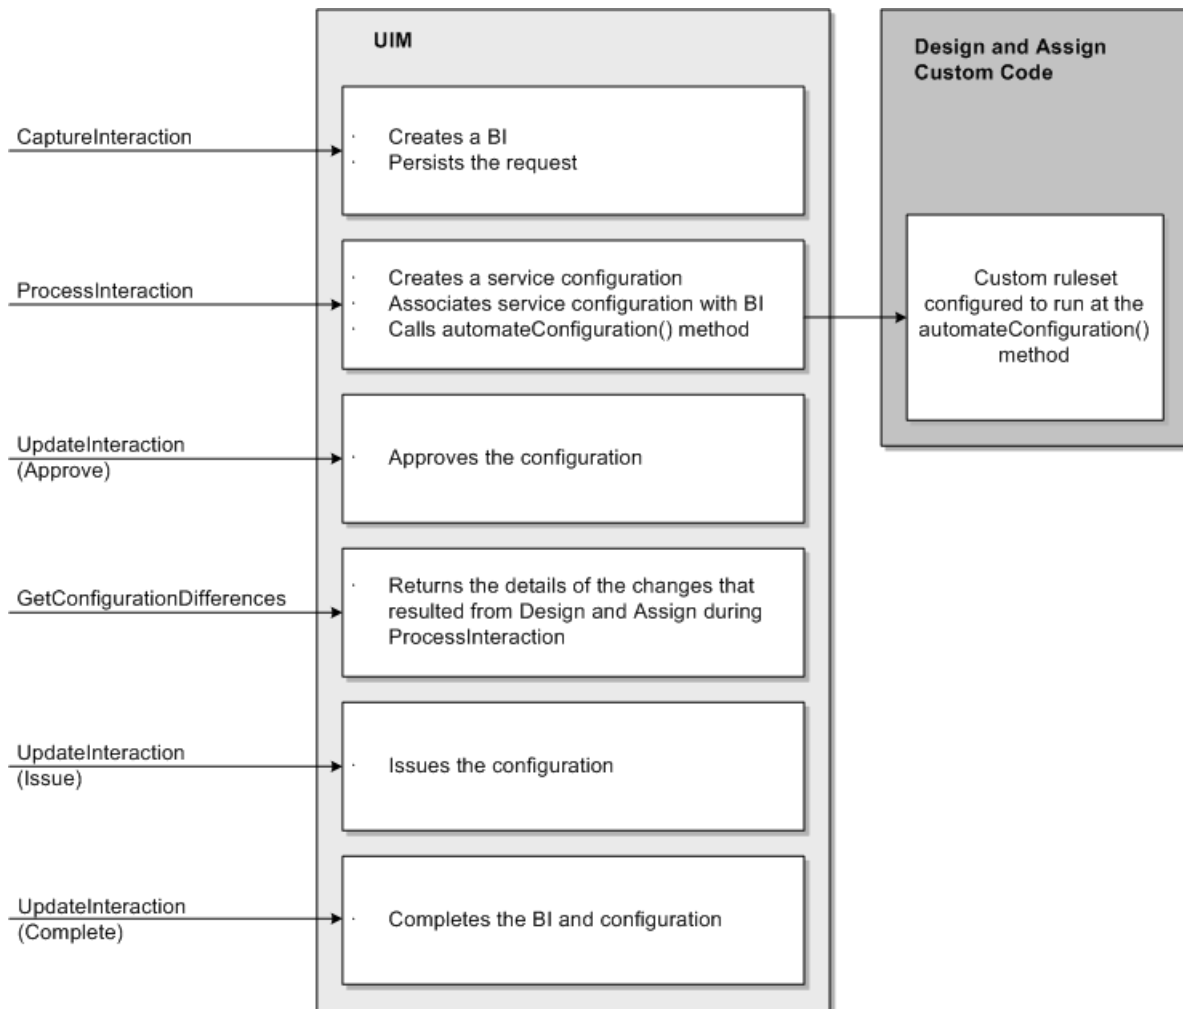 UIM
Design and Assign
Custom Code
CaptureInteraction
· Creates a BI
· Persists the request
ProcessInteraction
· Creates a service configuration
· Associates service configuration with BI
· Calls automateConfiguration() method
Custom ruleset
configured to run at the
automateConfiguration()
method
UpdateInteraction
(Approve)
· Approves the configuration
GetConfigurationDifferences
· Returns the details of the changes that
resulted from Design and Assign during
ProcessInteraction
UpdateInteraction
(Issue)
· Issues the configuration
UpdateInteraction
(Complete)
· Completes the BI and configuration